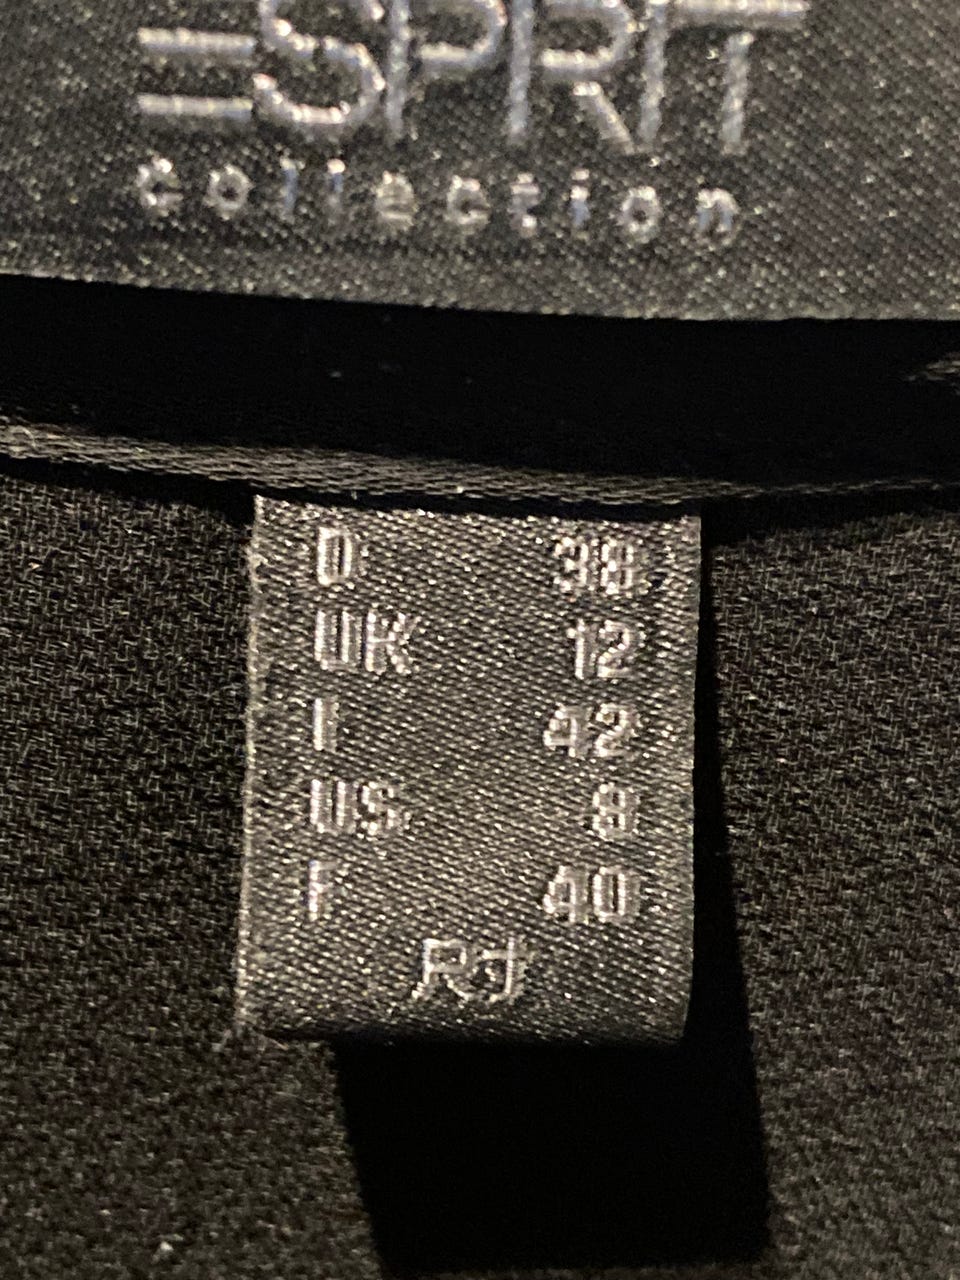 ESPRIT
collection
D 38
UK 12
I 42
US 8
F 40